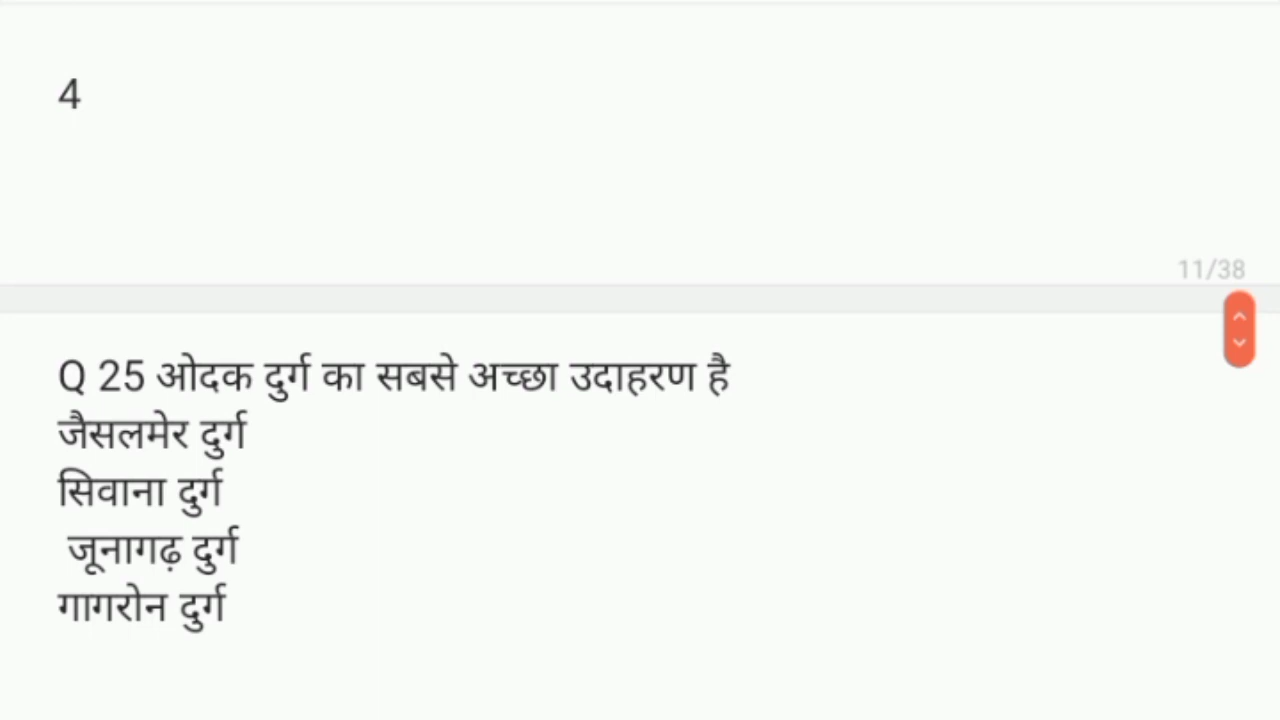 4
11/38
Q 25 ओदक दुर्ग का सबसे अच्छा उदाहरण है
जैसलमेर दुर्ग
सिवाना दुर्ग
जूनागढ़ दुर्ग
गागरोन दुर्ग